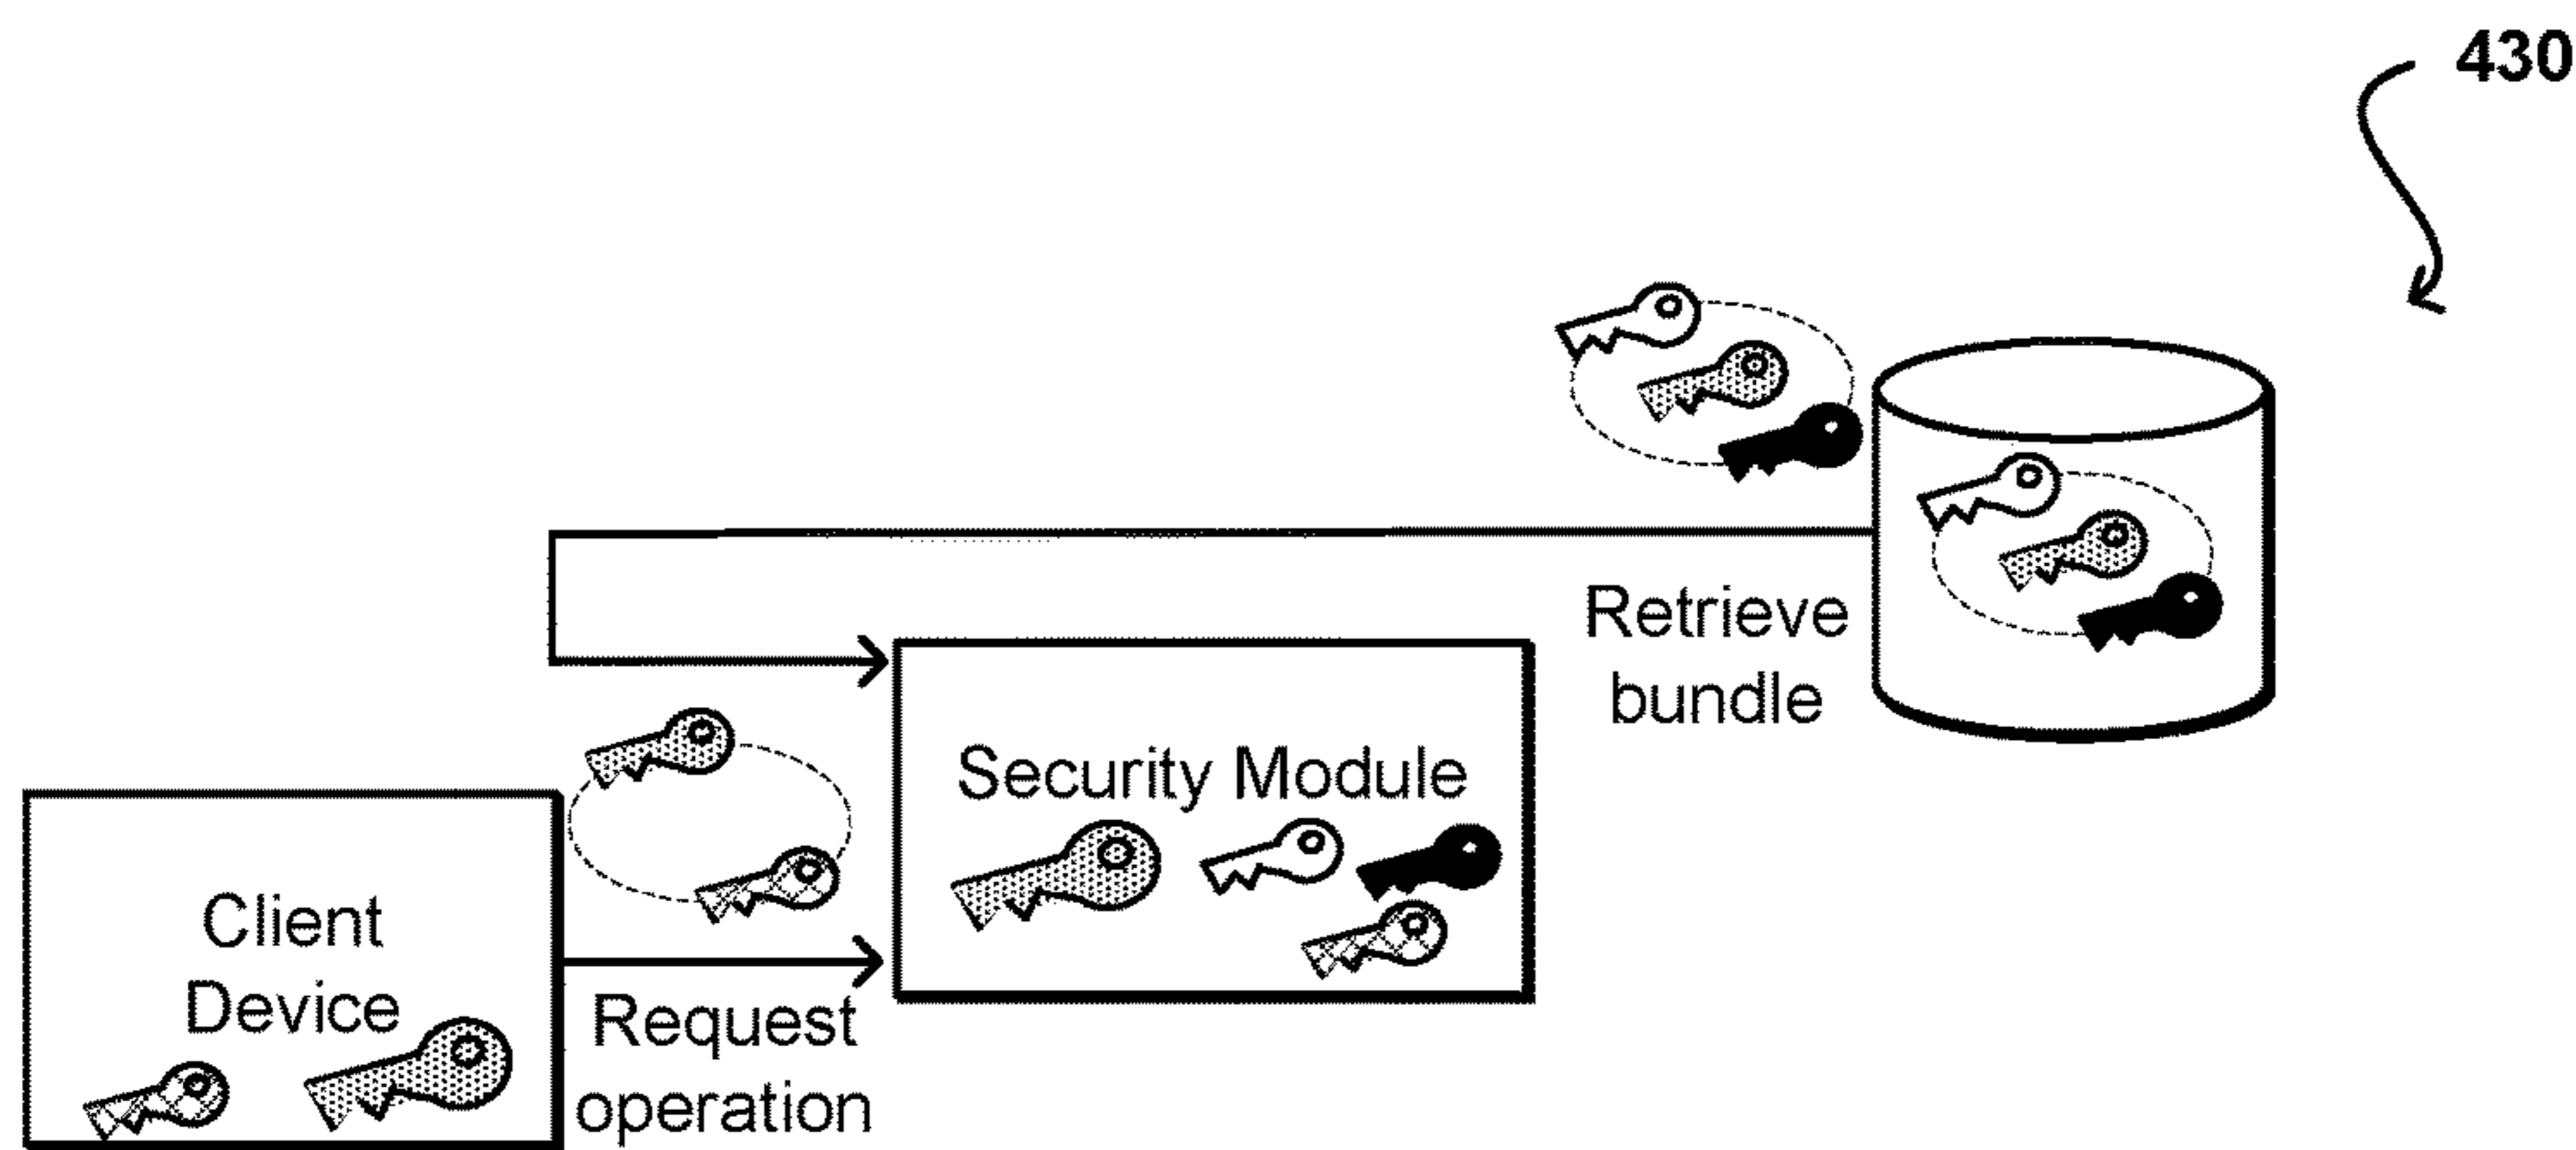 430
Retrieve
bundle
Security Module
Client
Device
Request
operation